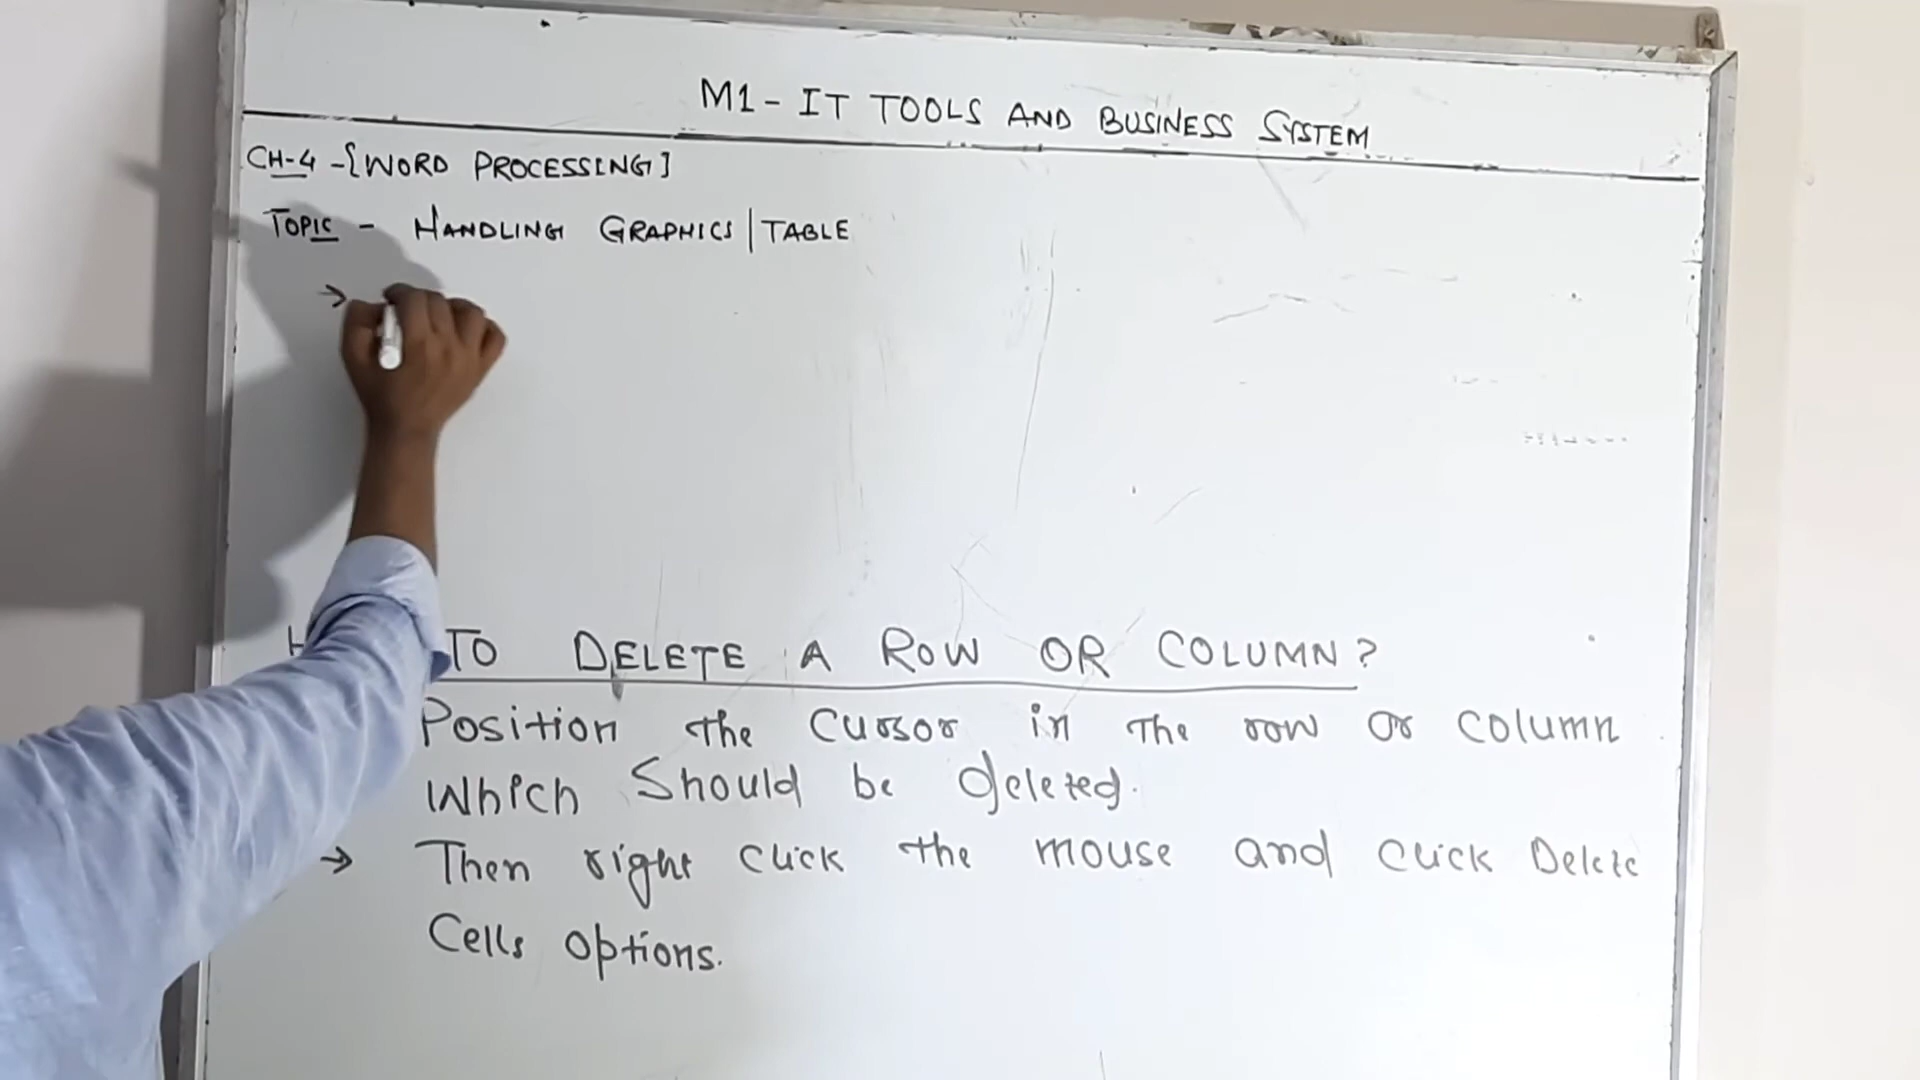 M1 - IT TOOLS AND BUSINESS SYSTEM
CH-4 - [WORD PROCESSING]
TOPIC - HANDLING GRAPHICS | TABLE
→
TO DELETE A ROW OR COLUMN?
Position the cursor in the row or column
Which Should be deleted.
→ Then right click the mouse and click Delete
Cells options.